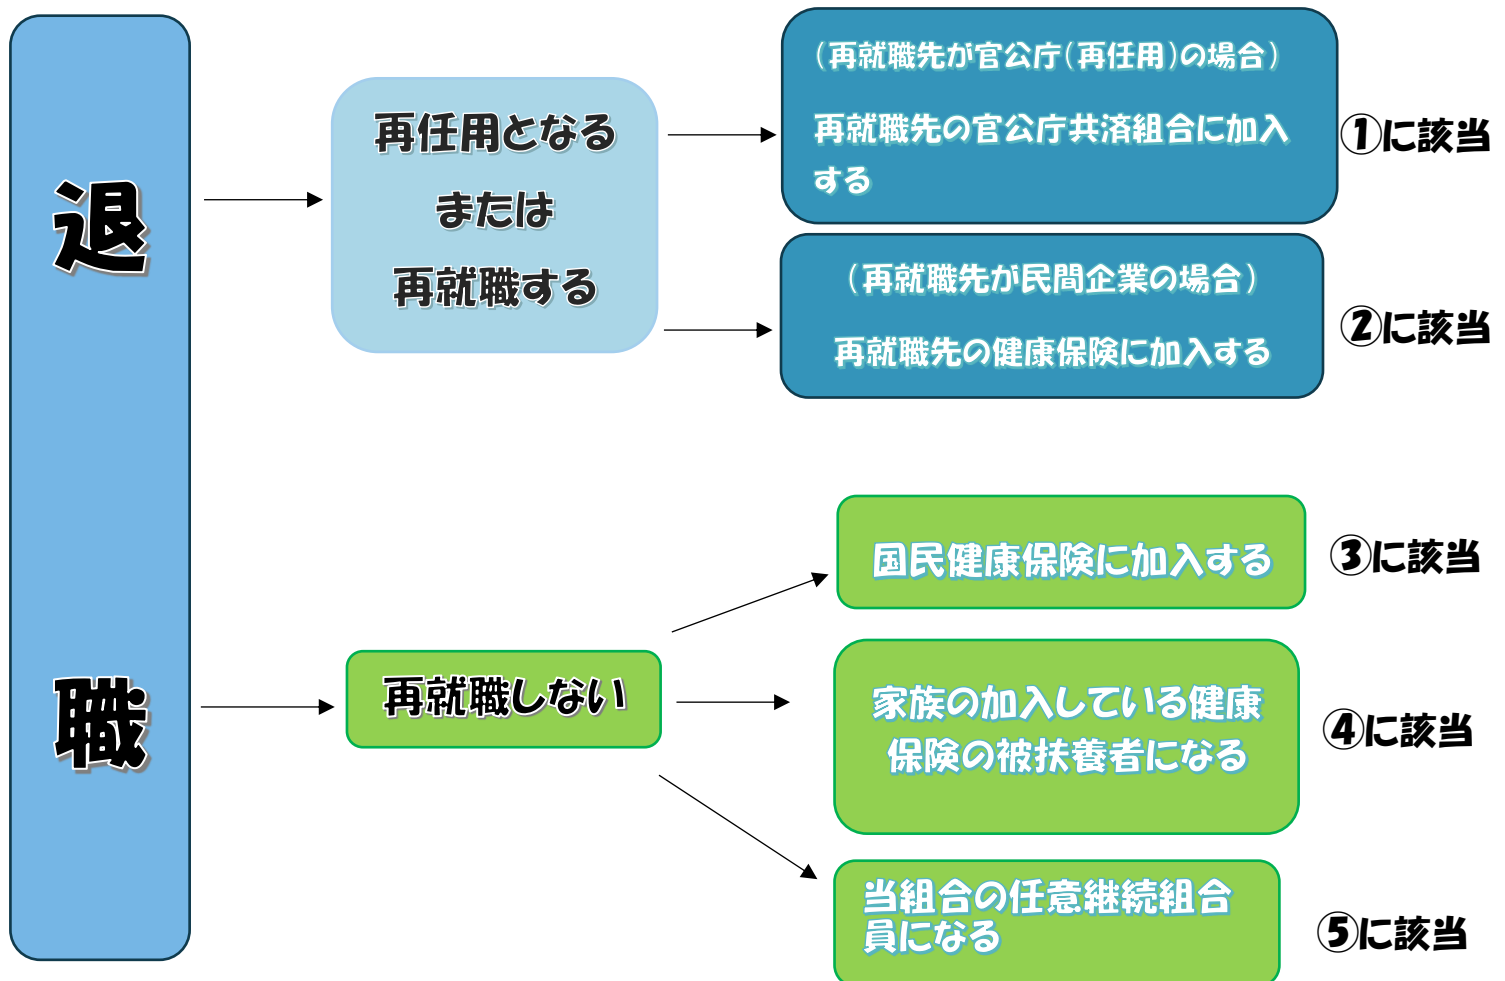 退
職
再任用となる
または
再就職する
（再就職先が官公庁（再任用）の場合）
再就職先の官公庁共済組合に加入
する
①に該当
（再就職先が民間企業の場合）
再就職先の健康保険に加入する
②に該当
再就職しない
国民健康保険に加入する
③に該当
家族の加入している健康
保険の被扶養者になる
④に該当
当組合の任意継続組合
員になる
⑤に該当